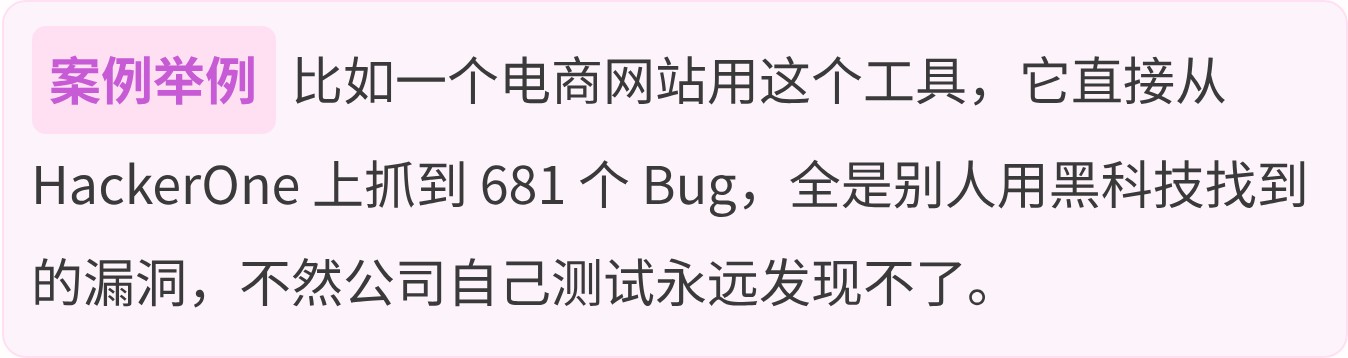 案例举例 比如一个电商网站用这个工具，它直接从
HackerOne 上抓到 681 个 Bug，全是别人用黑科技找到
的漏洞，不然公司自己测试永远发现不了。